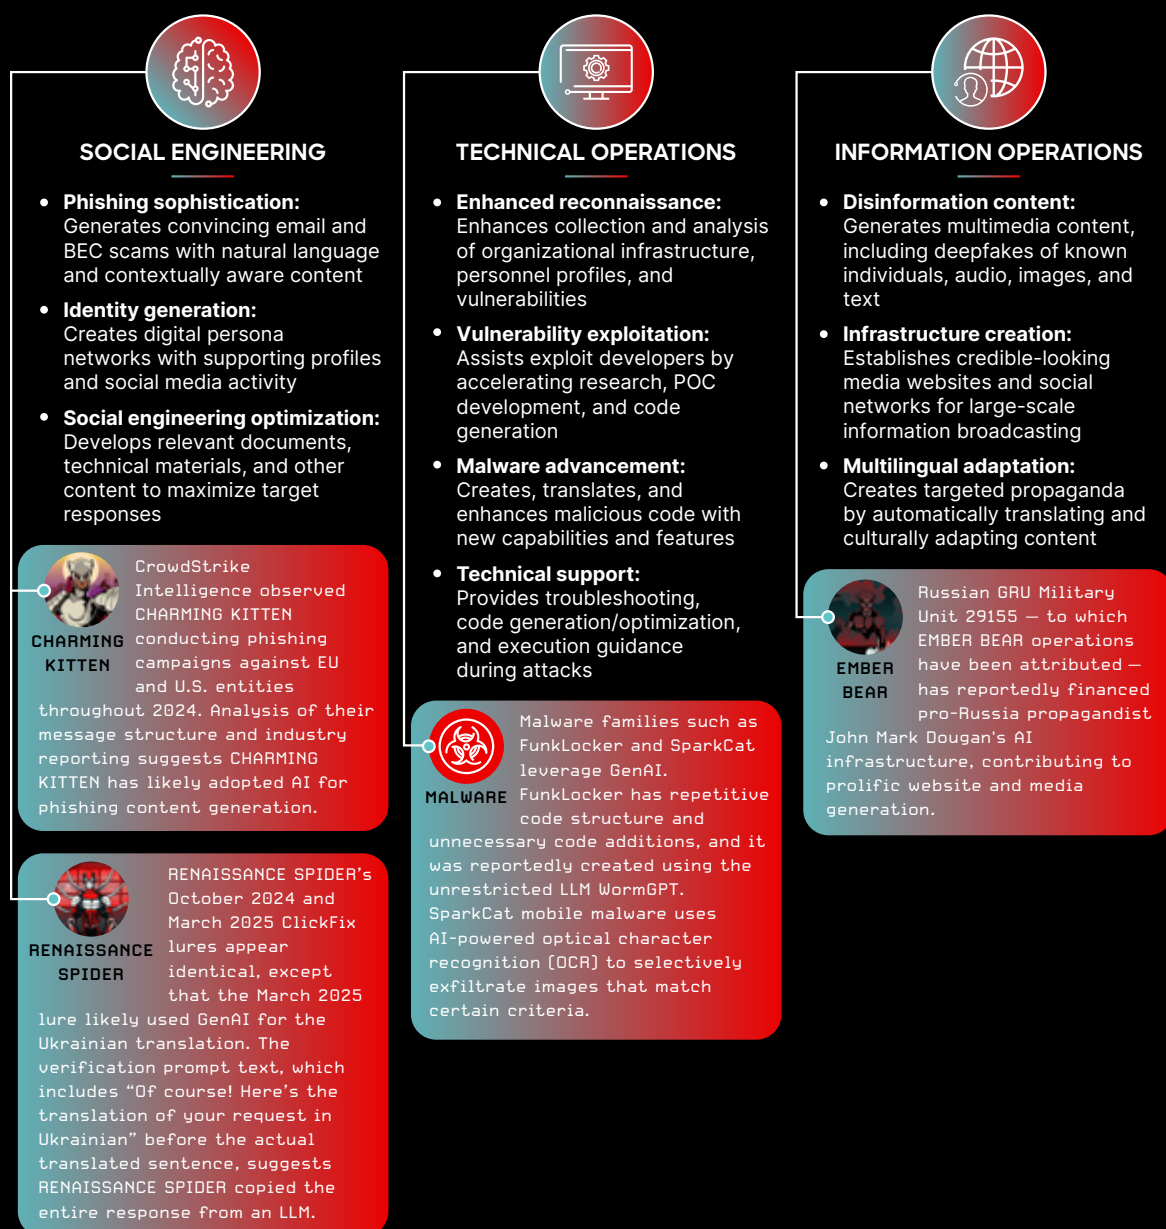 SOCIAL ENGINEERING
• Phishing sophistication:
Generates convincing email and
BEC scams with natural language
and contextually aware content
• Identity generation:
Creates digital persona
networks with supporting profiles
and social media activity
• Social engineering optimization:
Develops relevant documents,
technical materials, and other
content to maximize target
responses
CHARMING
KITTEN
CrowdStrike
Intelligence observed
CHARMING KITTEN
conducting phishing
campaigns against EU
and U.S. entities
throughout 2024. Analysis of their
message structure and industry
reporting suggests CHARMING
KITTEN has likely adopted AI for
phishing content generation.
RENAISSANCE
SPIDER
RENAISSANCE SPIDER’s
October 2024 and
March 2025 ClickFix
lures appear
identical, except
that the March 2025
lure likely used GenAI for the
Ukrainian translation. The
verification prompt text, which
includes “Of course! Here’s the
translation of your request in
Ukrainian” before the actual
translated sentence, suggests
RENAISSANCE SPIDER copied the
entire response from an LLM.
TECHNICAL OPERATIONS
• Enhanced reconnaissance:
Enhances collection and analysis
of organizational infrastructure,
personnel profiles, and
vulnerabilities
• Vulnerability exploitation:
Assists exploit developers by
accelerating research, POC
development, and code
generation
• Malware advancement:
Creates, translates, and
enhances malicious code with
new capabilities and features
• Technical support:
Provides troubleshooting,
code generation/optimization,
and execution guidance
during attacks
MALWARE
Malware families such as
FunkLocker and SparkCat
leverage GenAI.
FunkLocker has repetitive
code structure and
unnecessary code additions, and it
was reportedly created using the
unrestricted LLM WormGPT.
SparkCat mobile malware uses
AI-powered optical character
recognition (OCR) to selectively
exfiltrate images that match
certain criteria.
INFORMATION OPERATIONS
• Disinformation content:
Generates multimedia content,
including deepfakes of known
individuals, audio, images, and
text
• Infrastructure creation:
Establishes credible-looking
media websites and social
networks for large-scale
information broadcasting
• Multilingual adaptation:
Creates targeted propaganda
by automatically translating and
culturally adapting content
EMBER
BEAR
Russian GRU Military
Unit 29155 — to which
EMBER BEAR operations
have been attributed —
has reportedly financed
pro-Russia propagandist
John Mark Dougan's AI
infrastructure, contributing to
prolific website and media
generation.